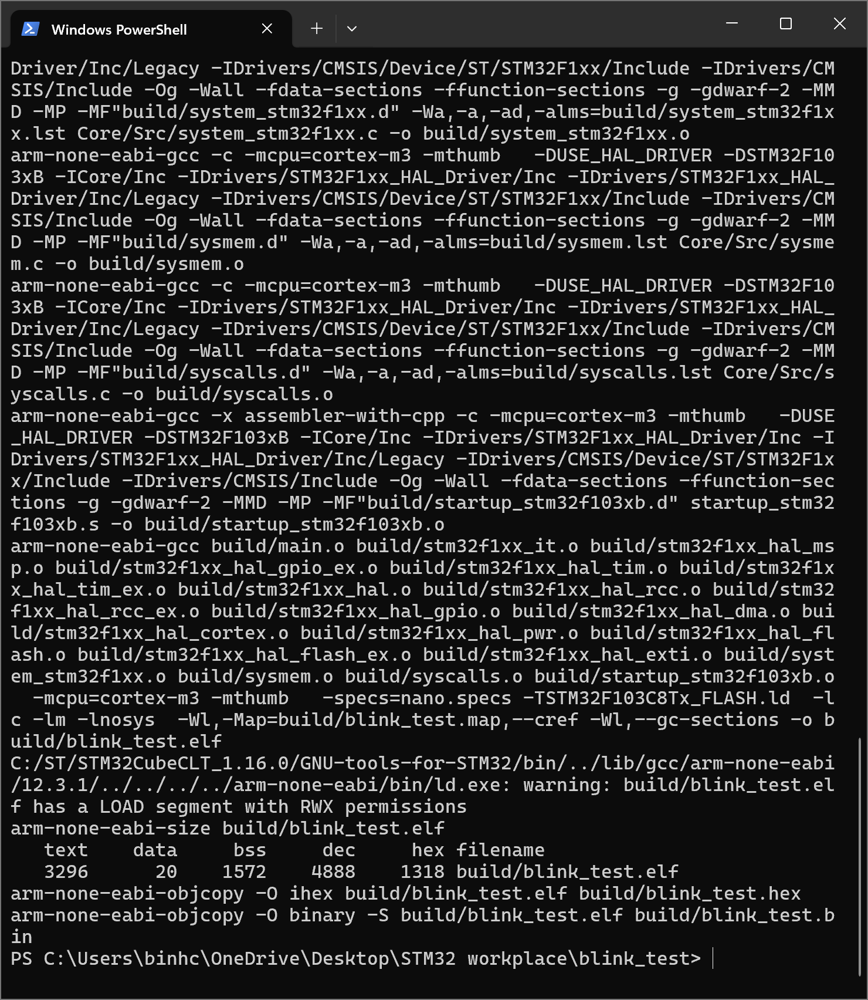 Windows PowerShell
Driver/Inc/Legacy -IDrivers/CMSIS/Device/ST/STM32F1xx/Include -IDrivers/CM
SIS/Include -Og -Wall -fdata-sections -ffunction-sections -g -gdwarf-2 -MM
D -MP -MF"build/system_stm32f1xx.d" -Wa,-a,-ad,-alms=build/system_stm32f1x
x.lst Core/Src/system_stm32f1xx.c -o build/system_stm32f1xx.o
arm-none-eabi-gcc -c -mcpu=cortex-m3 -mthumb   -DUSE_HAL_DRIVER -DSTM32F10
3xB -ICore/Inc -IDrivers/STM32F1xx_HAL_Driver/Inc -IDrivers/STM32F1xx_HAL_
Driver/Inc/Legacy -IDrivers/CMSIS/Device/ST/STM32F1xx/Include -IDrivers/CM
SIS/Include -Og -Wall -fdata-sections -ffunction-sections -g -gdwarf-2 -MM
D -MP -MF"build/sysmem.d" -Wa,-a,-ad,-alms=build/sysmem.lst Core/Src/sysme
m.c -o build/sysmem.o
arm-none-eabi-gcc -c -mcpu=cortex-m3 -mthumb   -DUSE_HAL_DRIVER -DSTM32F10
3xB -ICore/Inc -IDrivers/STM32F1xx_HAL_Driver/Inc -IDrivers/STM32F1xx_HAL_
Driver/Inc/Legacy -IDrivers/CMSIS/Device/ST/STM32F1xx/Include -IDrivers/CM
SIS/Include -Og -Wall -fdata-sections -ffunction-sections -g -gdwarf-2 -MM
D -MP -MF"build/syscalls.d" -Wa,-a,-ad,-alms=build/syscalls.lst Core/Src/s
yscalls.c -o build/syscalls.o
arm-none-eabi-gcc -x assembler-with-cpp -c -mcpu=cortex-m3 -mthumb   -DUSE
_HAL_DRIVER -DSTM32F103xB -ICore/Inc -IDrivers/STM32F1xx_HAL_Driver/Inc -I
Drivers/STM32F1xx_HAL_Driver/Inc/Legacy -IDrivers/CMSIS/Device/ST/STM32F1x
x/Include -IDrivers/CMSIS/Include -Og -Wall -fdata-sections -ffunction-sec
tions -g -gdwarf-2 -MMD -MP -MF"build/startup_stm32f103xb.d" startup_stm32
f103xb.s -o build/startup_stm32f103xb.o
arm-none-eabi-gcc build/main.o build/stm32f1xx_it.o build/stm32f1xx_hal_ms
p.o build/stm32f1xx_hal_gpio_ex.o build/stm32f1xx_hal_tim.o build/stm32f1x
x_hal_tim_ex.o build/stm32f1xx_hal.o build/stm32f1xx_hal_rcc.o build/stm32
f1xx_hal_rcc_ex.o build/stm32f1xx_hal_gpio.o build/stm32f1xx_hal_dma.o bui
ld/stm32f1xx_hal_cortex.o build/stm32f1xx_hal_pwr.o build/stm32f1xx_hal_fl
ash.o build/stm32f1xx_hal_flash_ex.o build/stm32f1xx_hal_exti.o build/syst
em_stm32f1xx.o build/sysmem.o build/syscalls.o build/startup_stm32f103xb.o
  -mcpu=cortex-m3 -mthumb   -specs=nano.specs -TSTM32F103C8Tx_FLASH.ld  -l
c -lm -lnosys  -Wl,-Map=build/blink_test.map,--cref -Wl,--gc-sections -o b
uild/blink_test.elf
C:/ST/STM32CubeCLT_1.16.0/GNU-tools-for-STM32/bin/../lib/gcc/arm-none-eabi
/12.3.1/../../../../arm-none-eabi/bin/ld.exe: warning: build/blink_test.el
f has a LOAD segment with RWX permissions
arm-none-eabi-size build/blink_test.elf
   text    data     bss     dec     hex filename
   3296      20    1572    4888    1318 build/blink_test.elf
arm-none-eabi-objcopy -O ihex build/blink_test.elf build/blink_test.hex
arm-none-eabi-objcopy -O binary -S build/blink_test.elf build/blink_test.b
in
PS C:\Users\binhc\OneDrive\Desktop\STM32 workplace\blink_test>